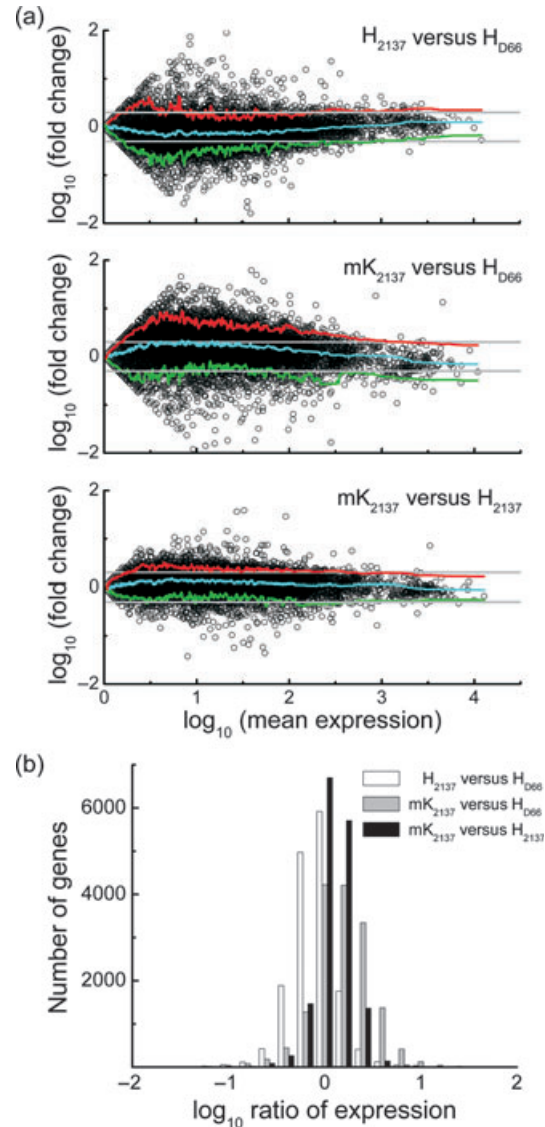 (a)
H2137 versus HD66
2
0
−2
log10 (fold change)
mK2137 versus HD66
2
0
−2
log10 (fold change)
mK2137 versus H2137
2
0
−2
log10 (fold change)
0 1 2 3 4
log10 (mean expression)
(b)
H2137 versus HD66
mK2137 versus HD66
mK2137 versus H2137
6000
4000
2000
Number of genes
−2 −1 0 1 2
log10 ratio of expression